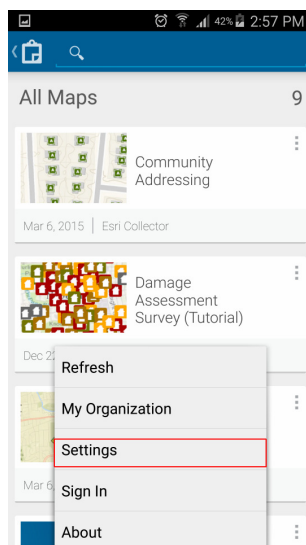 42% 2:57 PM
All Maps 9
Community
Addressing
Mar 6, 2015 | Esri Collector
Damage
Assessment
Survey (Tutorial)
Dec 2
Refresh
My Organization
Settings
Mar 6,
Sign In
About